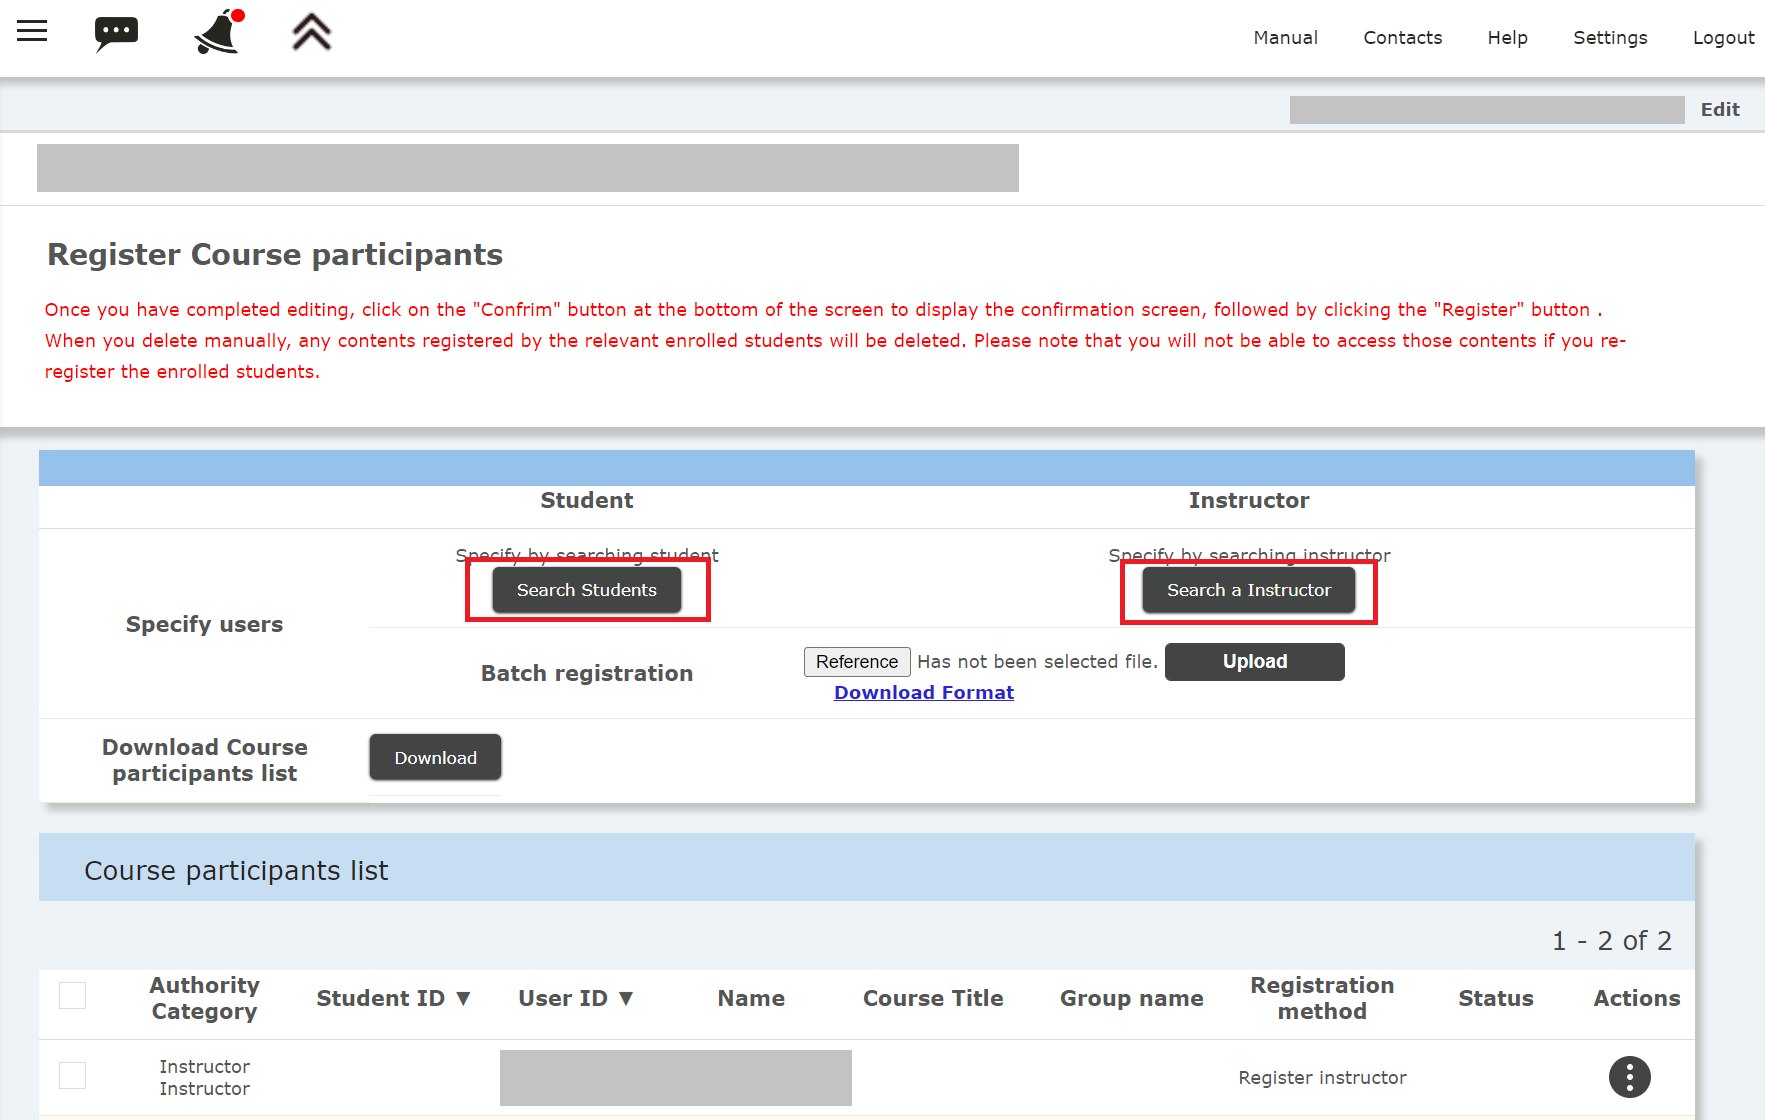 Manual Contacts Help Settings Logout
Edit
Register Course participants
Once you have completed editing, click on the "Confrim" button at the bottom of the screen to display the confirmation screen, followed by clicking the "Register" button .
When you delete manually, any contents registered by the relevant enrolled students will be deleted. Please note that you will not be able to access those contents if you re-
register the enrolled students.
Student Instructor
Specify by searching student Specify by searching instructor
Search Students Search a Instructor
Specify users
Batch registration Reference Has not been selected file. Upload
Download Format
Download Course
participants list
Download
Course participants list
1 - 2 of 2
Authority
Category
Student ID ▼ User ID ▼ Name Course Title Group name
Registration
method
Status Actions
Instructor
Instructor
Register instructor